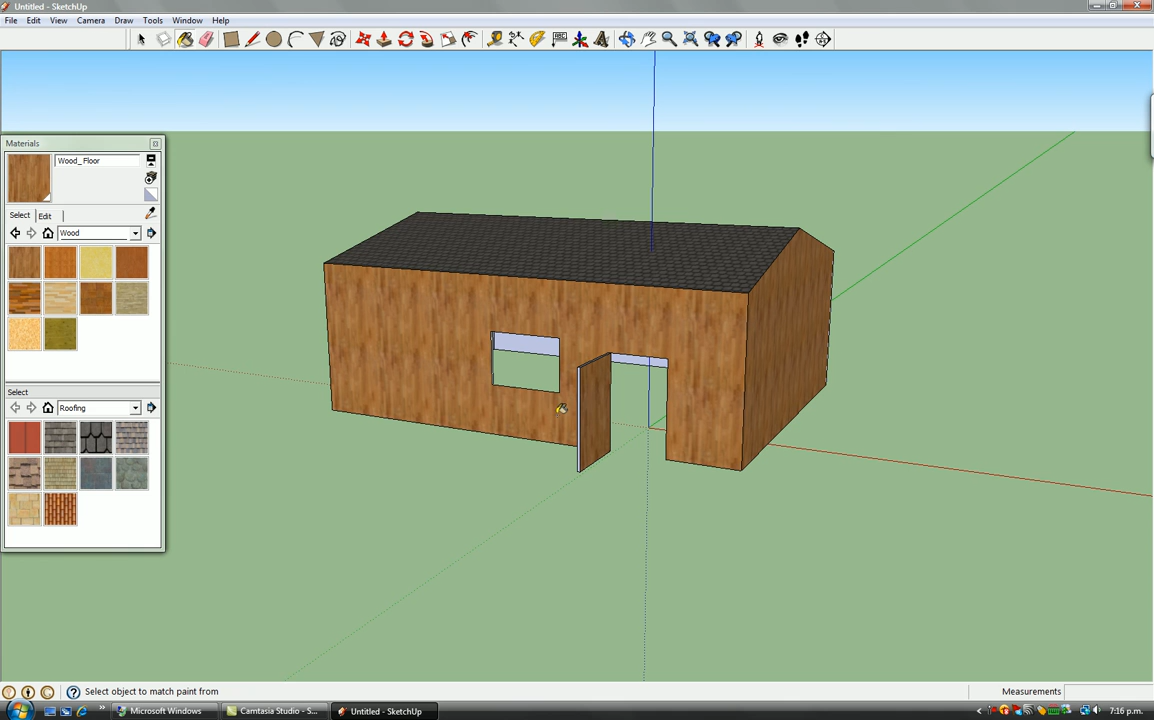 Untitled - SketchUp
File Edit View Camera Draw Tools Window Help
Materials
Wood_Floor
Select Edit
Wood
Select
Roofing
Select object to match paint from
Measurements
Microsoft Windows
Camtasia Studio - S...
Untitled - SketchUp
7:16 p.m.